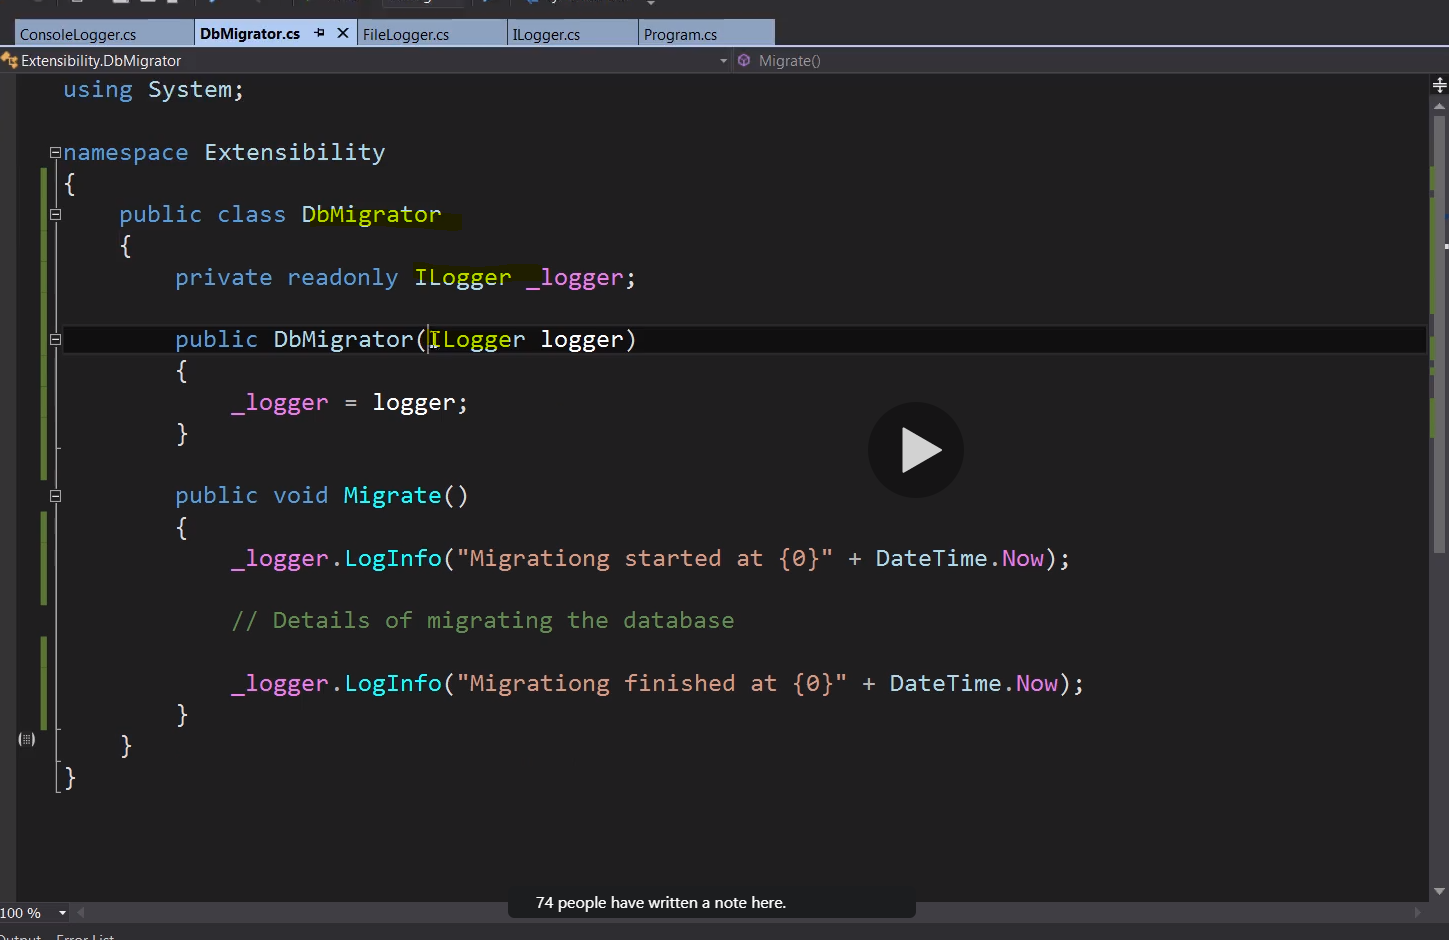 ConsoleLogger.cs DbMigrator.cs FileLogger.cs ILogger.cs Program.cs
Extensibility.DbMigrator Migrate()
using System;
namespace Extensibility
{
public class DbMigrator
{
private readonly ILogger _logger;
public DbMigrator(ILogger logger)
{
_logger = logger;
}
public void Migrate()
{
_logger.LogInfo("Migrationg started at {0}" + DateTime.Now);
// Details of migrating the database
_logger.LogInfo("Migrationg finished at {0}" + DateTime.Now);
}
}
}
74 people have written a note here.
100 %
Output Error List